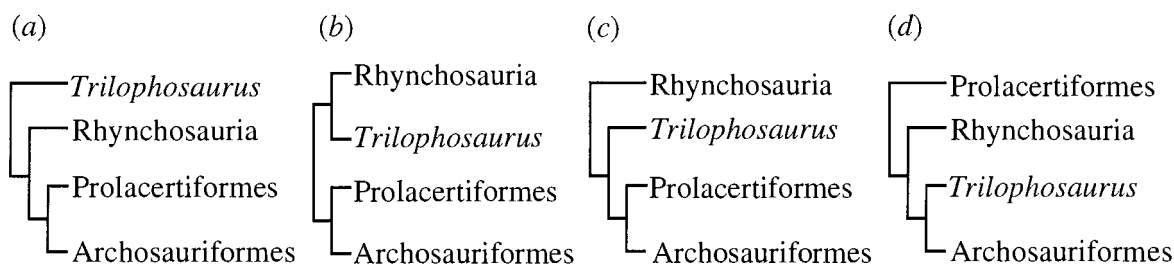 (a)
Trilophosaurus
Rhynchosauria
Prolacertiformes
Archosauriformes
(b)
Rhynchosauria
Trilophosaurus
Prolacertiformes
Archosauriformes
(c)
Rhynchosauria
Trilophosaurus
Prolacertiformes
Archosauriformes
(d)
Prolacertiformes
Rhynchosauria
Trilophosaurus
Archosauriformes